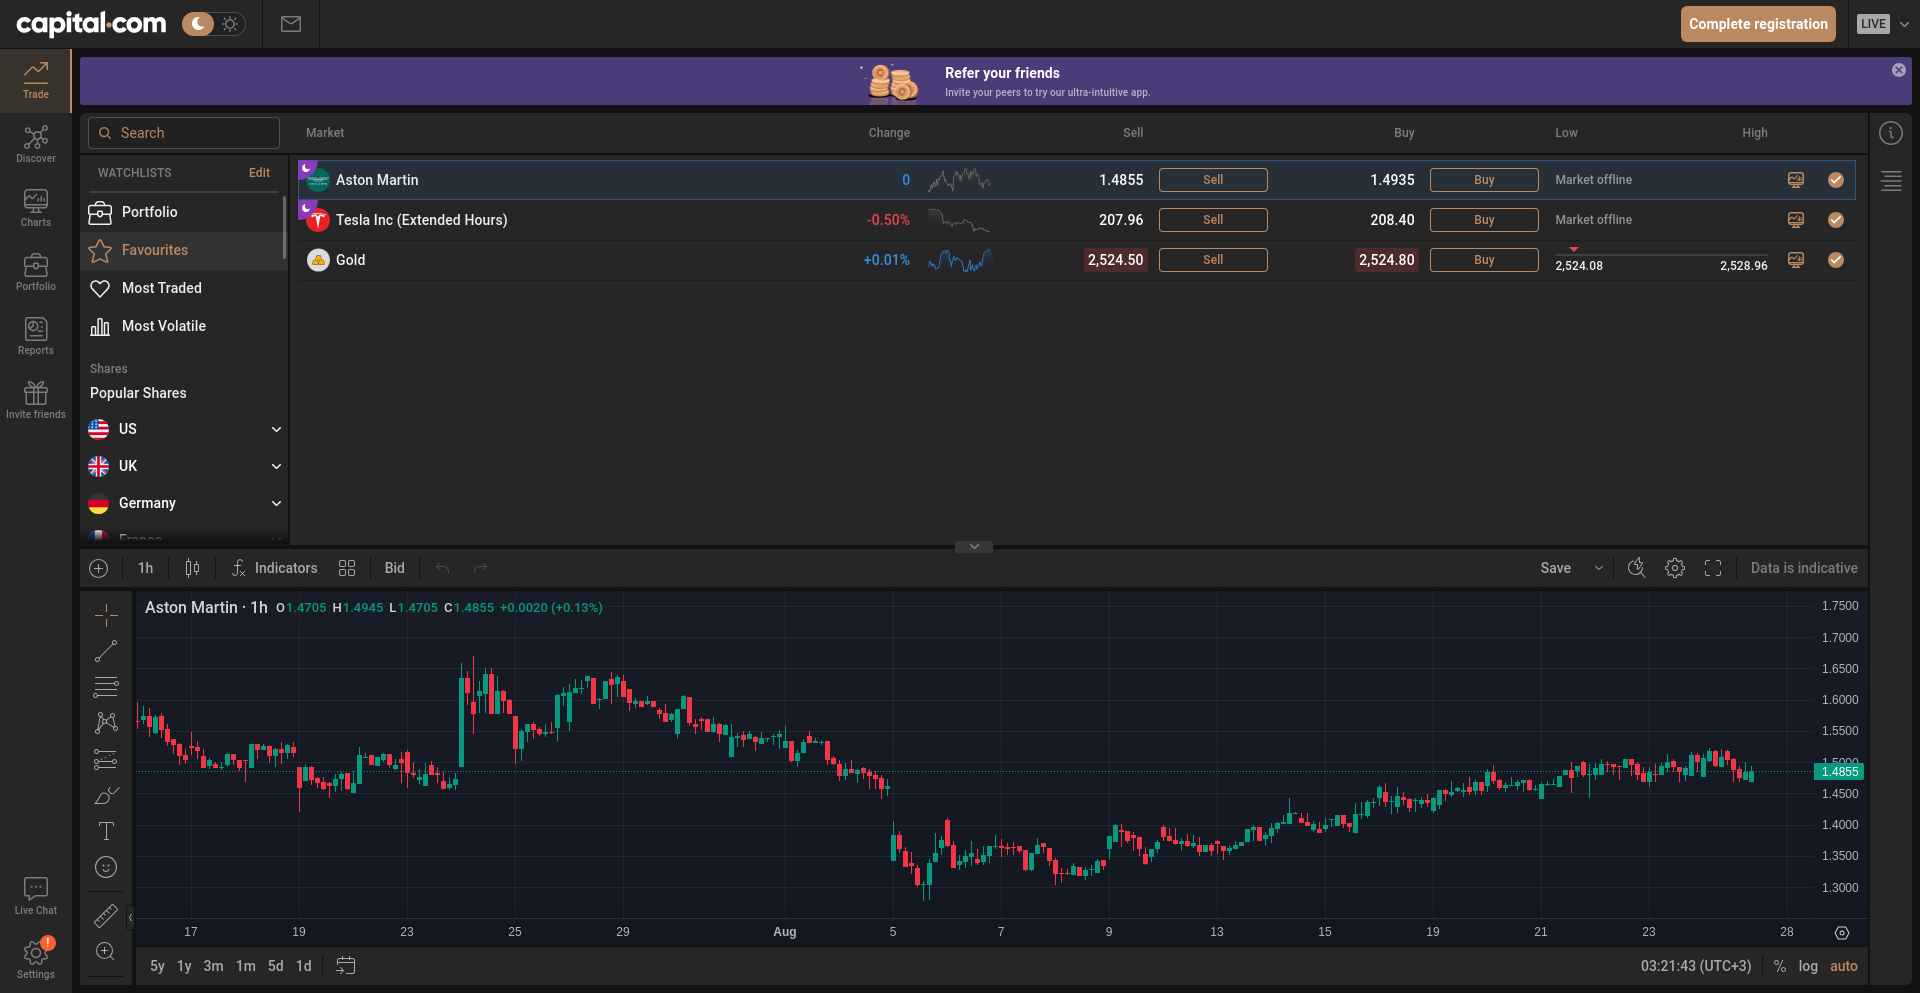 capital.com
Complete registration
LIVE
Trade
Discover
Charts
Portfolio
Reports
Invite friends
Live Chat
!
Settings
Refer your friends
Invite your peers to try our ultra-intuitive app.
Search
Market Change Sell Buy Low High
WATCHLISTS Edit
Portfolio
Favourites
Most Traded
Most Volatile
Shares
Popular Shares
US
UK
Germany
France
Aston Martin 0 1.4855 Sell 1.4935 Buy Market offline
Tesla Inc (Extended Hours) -0.50% 207.96 Sell 208.40 Buy Market offline
Gold +0.01% 2,524.50 Sell 2,524.80 Buy 2,524.08 2,528.96
1h Indicators Bid Save Data is indicative
Aston Martin · 1h O1.4705 H1.4945 L1.4705 C1.4855 +0.0020 (+0.13%)
1.7500
1.7000
1.6500
1.6000
1.5500
1.5000
1.4855
1.4500
1.4000
1.3500
1.3000
17 19 23 25 29 Aug 5 7 9 13 15 19 21 23 28
5y 1y 3m 1m 5d 1d 03:21:43 (UTC+3) % log auto